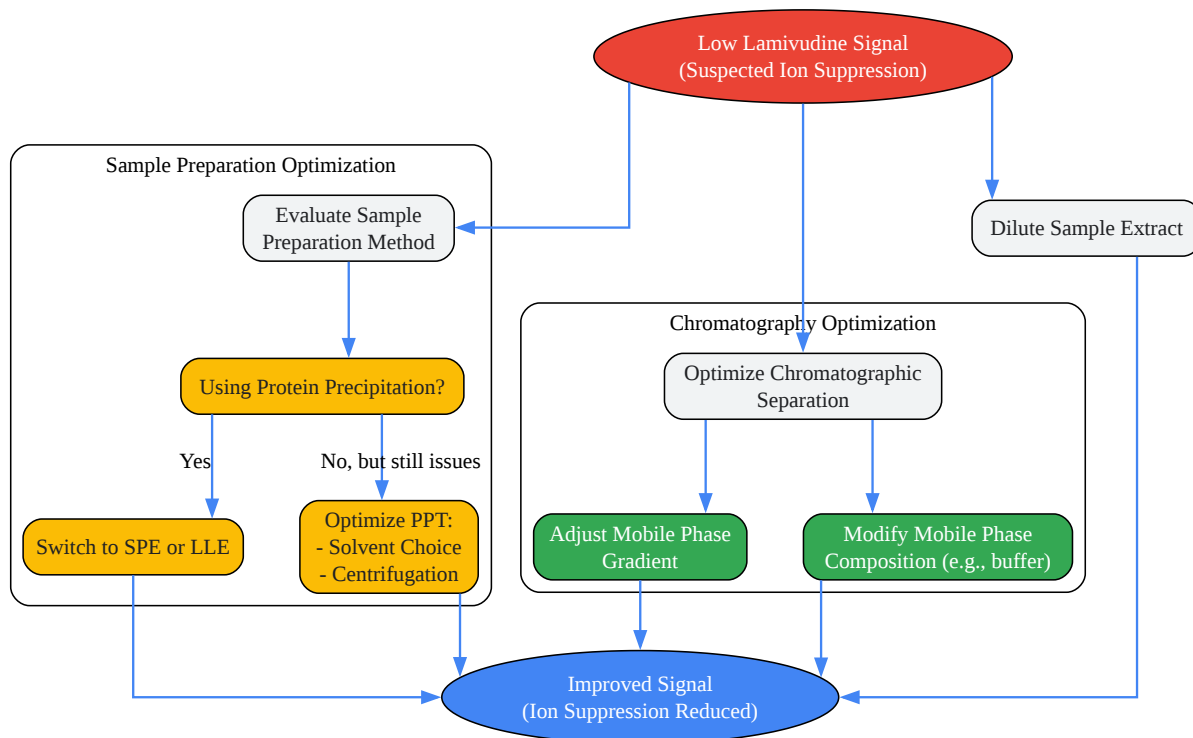 Low Lamivudine Signal
(Suspected Ion Suppression)
Sample Preparation Optimization
Evaluate Sample
Preparation Method
Dilute Sample Extract
Chromatography Optimization
Using Protein Precipitation?
Optimize Chromatographic
Separation
Yes
No, but still issues
Switch to SPE or LLE
Optimize PPT:
- Solvent Choice
- Centrifugation
Adjust Mobile Phase
Gradient
Modify Mobile Phase
Composition (e.g., buffer)
Improved Signal
(Ion Suppression Reduced)